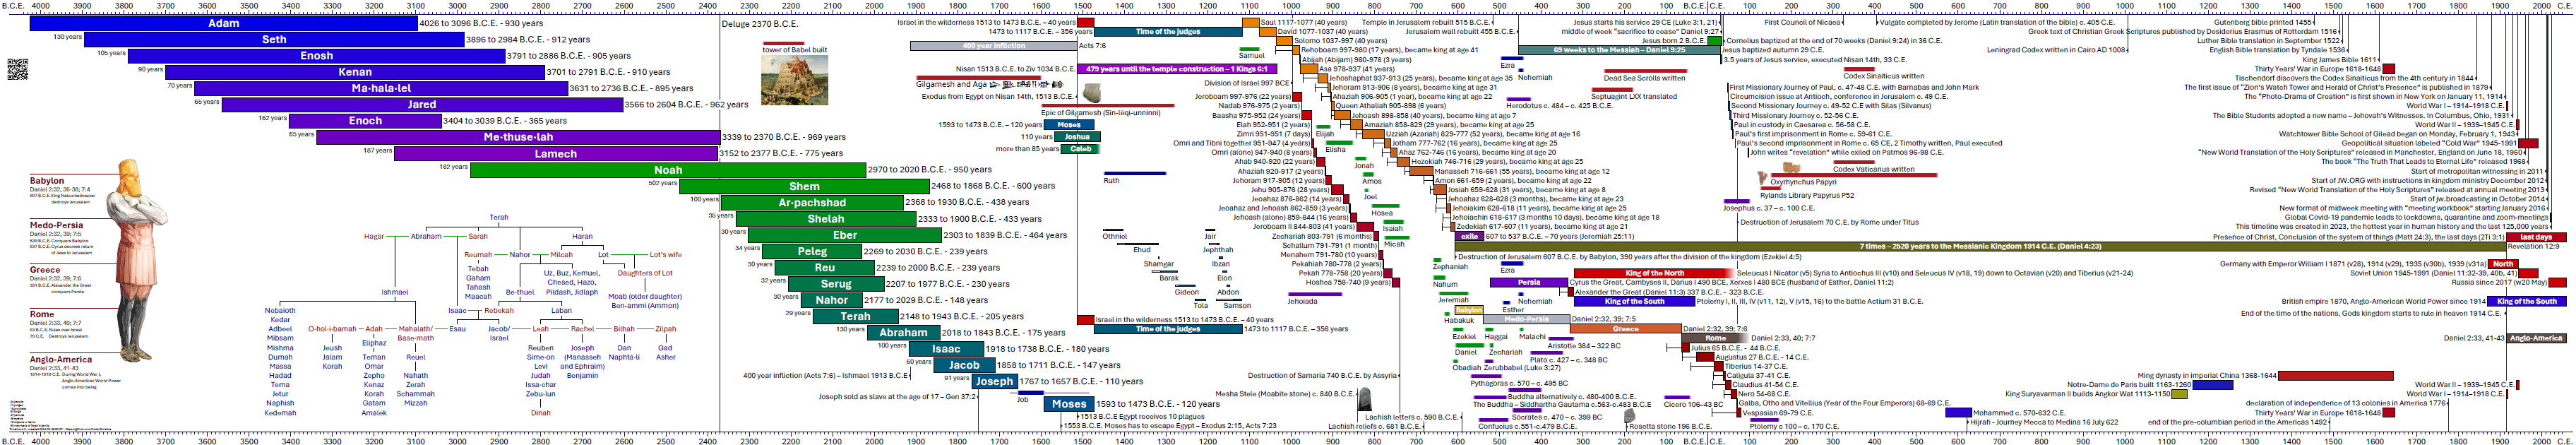 B.C.E. 4000 3900 3800 3700 3600 3500 3400 3300 3200 3100 3000 2900 2800 2700 2600 2500 2400 2300 2200 2100 2000 1900 1800 1700 1600 1500 1400 1300 1200 1100 1000 900 800 700 600 500 400 300 200 100 B.C.E. C.E. 100 200 300 400 500 600 700 800 900 1000 1100 1200 1300 1400 1500 1600 1700 1800 1900 2000 C.E.
Adam 4026 to 3096 B.C.E. - 930 years
130 years Seth 3896 to 2984 B.C.E. - 912 years
105 years Enosh 3791 to 2886 B.C.E. - 905 years
90 years Kenan 3701 to 2791 B.C.E. - 910 years
70 years Ma-hala-lel 3631 to 2736 B.C.E. - 895 years
65 years Jared 3566 to 2604 B.C.E. - 962 years
162 years Enoch 3404 to 3039 B.C.E. - 365 years
65 years Me-thuse-lah 3339 to 2370 B.C.E. - 969 years
187 years Lamech 3152 to 2377 B.C.E. - 775 years
182 years Noah 2970 to 2020 B.C.E. - 950 years
502 years Shem 2468 to 1868 B.C.E. - 600 years
100 years Ar-pachshad 2368 to 1930 B.C.E. - 438 years
35 years Shelah 2333 to 1900 B.C.E. - 433 years
30 years Eber 2303 to 1839 B.C.E. - 464 years
34 years Peleg 2269 to 2030 B.C.E. - 239 years
30 years Reu 2239 to 2000 B.C.E. - 239 years
32 years Serug 2207 to 1977 B.C.E. - 230 years
30 years Nahor 2177 to 2029 B.C.E. - 148 years
29 years Terah 2148 to 1943 B.C.E. - 205 years
130 years Abraham 2018 to 1843 B.C.E. - 175 years
100 years Isaac 1918 to 1738 B.C.E. - 180 years
60 years Jacob 1858 to 1711 B.C.E. - 147 years
91 years Joseph 1767 to 1657 B.C.E. - 110 years
Moses 1593 to 1473 B.C.E. - 120 years
Deluge 2370 B.C.E.
tower of Babel built
Babylon
Daniel 2:32, 36-38; 7:4
Medo-Persia
Daniel 2:32, 39; 7:5
Greece
Daniel 2:32, 39; 7:6
Rome
Daniel 2:33, 40; 7:7
Anglo-America
Daniel 2:33, 41-43
Terah
Hagar Abraham Sarah Haran
Reumah Nahor Milcah Lot Lot's wife
Tebah
Gaham
Tahash
Maacah
Uz, Buz, Kemuel,
Chesed, Hazo,
Pildash, Jidlaph
Daughters of Lot
Ishmael Be-thuel
Moab (older daughter)
Ben-ammi (Ammon)
Isaac Rebekah Laban
Nebaioth
Kedar
Adbeel
Mibsam
Mishma
Dumah
Massa
Hadad
Tema
Jetur
Naphish
Kedemah
O-hol-i-bamah Adah Mahalath/ Esau Jacob/ Leah Rachel Bilhah Zilpah
Base-math Israel
Jeush
Jalam
Korah
Eliphaz
Teman
Omar
Zepho
Kenaz
Korah
Gatam
Amalek
Reuel
Nahath
Zerah
Schammah
Mizzah
Reuben
Sime-on
Levi
Judah
Issa-char
Zebu-lun
Dinah
Joseph
(Manasseh
and Ephraim)
Benjamin
Dan
Naphta-li
Gad
Asher
Israel in the wilderness 1513 to 1473 B.C.E. – 40 years
1473 to 1117 B.C.E. – 356 years Time of the judges
400 year infliction Acts 7:6
Nisan 1513 B.C.E. to Ziv 1034 B.C.E. 479 years until the temple construction – 1 Kings 6:1
Gilgamesh and Aga
Exodus from Egypt on Nisan 14th, 1513 B.C.E.
Epic of Gilgamesh (Sin-lēqi-unninni)
1593 to 1473 B.C.E. – 120 years Moses
110 years Joshua
more than 85 years Caleb
Ruth
Othniel
Ehud
Shamgar
Barak
Gideon
Tola
Jair
Jephthah
Ibzan
Elon
Abdon
Samson
Israel in the wilderness 1513 to 1473 B.C.E. – 40 years
Time of the judges 1473 to 1117 B.C.E. – 356 years
400 year infliction (Acts 7:6) – Ishmael 1913 B.C.E.
Joseph sold as slave at the age of 17 – Gen 37:2
Job
1513 B.C.E Egypt receives 10 plagues
1553 B.C.E. Moses has to escape Egypt – Exodus 2:15, Acts 7:23
Saul 1117-1077 (40 years)
David 1077-1037 (40 years)
Solomo 1037-997 (40 years)
Samuel
Rehoboam 997-980 (17 years), became king at age 41
Abijah (Abijam) 980-978 (3 years)
Asa 978-937 (41 years)
Jehoshaphat 937-913 (25 years), became king at age 35
Jehoram 913-906 (8 years), became king at age 31
Ahaziah 906-905 (1 year), became king at age 22
Queen Athaliah 905-898 (6 years)
Jehoash 898-858 (40 years), became king at age 7
Amaziah 858-829 (29 years), became king at age 25
Uzziah (Azariah) 829-777 (52 years), became king at age 16
Jotham 777-762 (16 years), became king at age 25
Ahaz 762-746 (16 years), became king at age 20
Hezekiah 746-716 (29 years), became king at age 25
Manasseh 716-661 (55 years), became king at age 12
Amon 661-659 (2 years), became king at age 22
Josiah 659-628 (31 years), became king at age 8
Jehoahaz 628-628 (3 months), became king at age 23
Jehoiakim 628-618 (11 years), became king at age 25
Jehoiachin 618-617 (3 months 10 days), became king at age 18
Zedekiah 617-607 (11 years), became king at age 21
Division of Israel 997 BCE
Jeroboam 997-976 (22 years)
Nadab 976-975 (2 years)
Baasha 975-952 (24 years)
Elah 952-951 (2 years)
Zimri 951-951 (7 days)
Omri and Tibni together 951-947 (4 years)
Omri (alone) 947-940 (8 years)
Ahab 940-920 (22 years)
Ahaziah 920-917 (2 years)
Jehoram 917-905 (12 years)
Jehu 905-876 (28 years)
Jeoahaz 876-862 (14 years)
Jeoahaz and Jehoash 862-859 (3 years)
Jehoash (alone) 859-844 (16 years)
Jeroboam II 844-803 (41 years)
Zechariah 803-791 (6 months)
Schallum 791-791 (1 month)
Menahem 791-780 (10 years)
Pekahiah 780-778 (2 years)
Pekah 778-758 (20 years)
Hoshea 758-740 (9 years)
Elijah
Elisha
Jonah
Amos
Joel
Hosea
Isaiah
Micah
Jehoiada
Destruction of Samaria 740 B.C.E. by Assyria
Mesha Stele (Moabite stone) c. 840 B.C.E.
Lachish letters c. 590 B.C.E.
Lachish reliefs c. 681 B.C.E.
Temple in Jerusalem rebuilt 515 B.C.E.
Jerusalem wall rebuilt 455 B.C.E.
69 weeks to the Messiah – Daniel 9:25
Ezra
Nehemiah
Herodotus c. 484 – c. 425 B.C.E.
Dead Sea Scrolls written
Septuagint LXX translated
exile 607 to 537 B.C.E. – 70 years (Jeremiah 25:11)
7 times – 2520 years to the Messianic Kingdom 1914 C.E. (Daniel 4:23)
Destruction of Jerusalem 607 B.C.E. by Babylon, 390 years after the division of the kingdom (Ezekiel 4:5)
Zephaniah
Nahum
Jeremiah
Habakuk
Ezekiel
Daniel
Obadiah
Haggai
Zechariah
Zerubbabel (Luke 3:27)
Malachi
Ezra
Nehemiah
Esther
King of the North Seleucus I Nicator (v5) Syria to Antiochus III (v10) and Seleucus IV (v18, 19) down to Octavian (v20) and Tiberius (v21-24)
Persia Cyrus the Great, Cambyses II, Darius I 490 BCE, Xerxes I 480 BCE (husband of Esther, Daniel 11:2)
Alexander the Great (Daniel 11:3) 337 B.C.E. - 323 B.C.E.
King of the South Ptolemy I, II, III, IV (v11, 12), V (v15, 16) to the battle Actium 31 B.C.E.
Babylon
Medo-Persia Daniel 2:32, 39; 7:5
Greece Daniel 2:32, 39; 7:6
Rome Daniel 2:33, 40; 7:7
Aristotle 384 – 322 BC
Plato c. 427 – c. 348 BC
Pythagoras c. 570 – c. 495 BC
Buddha alternatively c. 480-400 B.C.E.
The Buddha – Siddhartha Gautama c.563-c.483 B.C.E
Socrates c. 470 – c. 399 BC
Confucius c.551-c.479 B.C.E.
Cicero 106–43 BC
Rosetta stone 196 B.C.E.
Julius 65 B.C.E. - 44 B.C.E.
Augustus 27 B.C.E. - 14 C.E.
Tiberius 14-37 C.E.
Caligula 37-41 C.E.
Claudius 41-54 C.E.
Nero 54-68 C.E.
Galba, Otho and Vitellius (Year of the Four Emperors) 68-69 C.E.
Vespasian 69-79 C.E.
Ptolemy c 100 – c. 170 C.E.
Jesus starts his service 29 CE (Luke 3:1, 21)
middle of week "sacrifice to cease" Daniel 9:27
Jesus born 2 B.C.E.
Cornelius baptized at the end of 70 weeks (Daniel 9:24) in 36 C.E.
Jesus baptized autumn 29 C.E.
3.5 years of Jesus service, executed Nisan 14th, 33 C.E.
First Missionary Journey of Paul, c. 47-48 C.E. with Barnabas and John Mark
Circumcision issue at Antioch, conference in Jerusalem c. 49 C.E.
Second Missionary Journey, c. 49-52 C.E with Silas (Silvanus)
Third Missionary Journey c. 52-56 C.E.
Paul in custody in Caesarea c. 56-58 C.E.
Paul's first imprisonment in Rome c. 59-61 C.E.
Paul's second imprisonment in Rome c. 65 CE, 2 Timothy written, Paul executed
John writes "revelation" while exiled on Patmos 96-98 C.E.
First Council of Nicaea
Vulgate completed by Jerome (Latin translation of the bible) c. 405 C.E.
Leningrad Codex written in Cairo AD 1008
Codex Sinaiticus written
Codex Vaticanus written
Oxyrhynchus Papyri
Rylands Library Papyrus P52
Josephus c. 37 – c. 100 C.E.
Destruction of Jerusalem 70 C.E. by Rome under Titus
Mohammed c. 570-632 C.E.
Hijrah - Journey Mecca to Medina 16 July 622
Gutenberg bible printed 1455
Greek text of Christian Greek Scriptures published by Desiderius Erasmus of Rotterdam 1516
Luther Bible translation in September 1522
English Bible translation by Tyndale 1536
King James Bible 1611
Thirty Years' War in Europe 1618-1648
Tischendorf discovers the Codex Sinaiticus from the 4th century in 1844
The first issue of "Zion's Watch Tower and Herald of Christ's Presence" is published in 1879
The "Photo-Drama of Creation" is first shown in New York on January 11, 1914
World War I – 1914–1918 C.E.
The Bible Students adopted a new name – Jehovah's Witnesses. In Columbus, Ohio, 1931
World War II – 1939–1945 C.E.
Watchtower Bible School of Gilead began on Monday, February 1, 1943
Geopolitical situation labeled "Cold War" 1945-1991
"New World Translation of the Holy Scriptures" released in Manchester, England on June 18, 1960
The book "The Truth That Leads to Eternal Life" released 1968
Start of metropolitan witnessing in 2011
Start of JW.ORG with instructions in kingdom ministry December 2012
Revised "New World Translation of the Holy Scriptures" released at annual meeting 2013
Start of jw.broadcasting in October 2014
New format of midweek meeting with "meeting workbook" starting January 2016
Global Covid-19 pandemic leads to lockdowns, quarantine and zoom-meetings
This timeline was created in 2023, the hottest year in human history and the last 125,000 years
Presence of Christ, Conclusion of the system of things (Matt 24:3), the last days (2Ti 3:1) last days
Revelation 12:9
Germany with Emperor William I 1871 (v28), 1914 (v29), 1935 (v30b), 1939 (v31a) North
Soviet Union 1945-1991 (Daniel 11:32-39, 40b, 41)
Russia since 2017 (w20 May)
British empire 1870, Anglo-American World Power since 1914 King of the South
End of the time of the nations, Gods kingdom starts to rule in heaven 1914 C.E.
Daniel 2:33, 41-43 Anglo-America
Ming dynasty in imperial China 1368-1644
Notre-Dame de Paris built 1163-1260
World War II – 1939–1945 C.E.
King Suryavarman II builds Angkor Wat 1113-1150
World War I – 1914–1918 C.E.
declaration of independence of 13 colonies in America 1776
Thirty Years' War in Europe 1618-1648
end of the pre-columbian period in the Americas 1492
B.C.E. 4000 3900 3800 3700 3600 3500 3400 3300 3200 3100 3000 2900 2800 2700 2600 2500 2400 2300 2200 2100 2000 1900 1800 1700 1600 1500 1400 1300 1200 1100 1000 900 800 700 600 500 400 300 200 100 B.C.E. C.E. 100 200 300 400 500 600 700 800 900 1000 1100 1200 1300 1400 1500 1600 1700 1800 1900 2000 C.E.